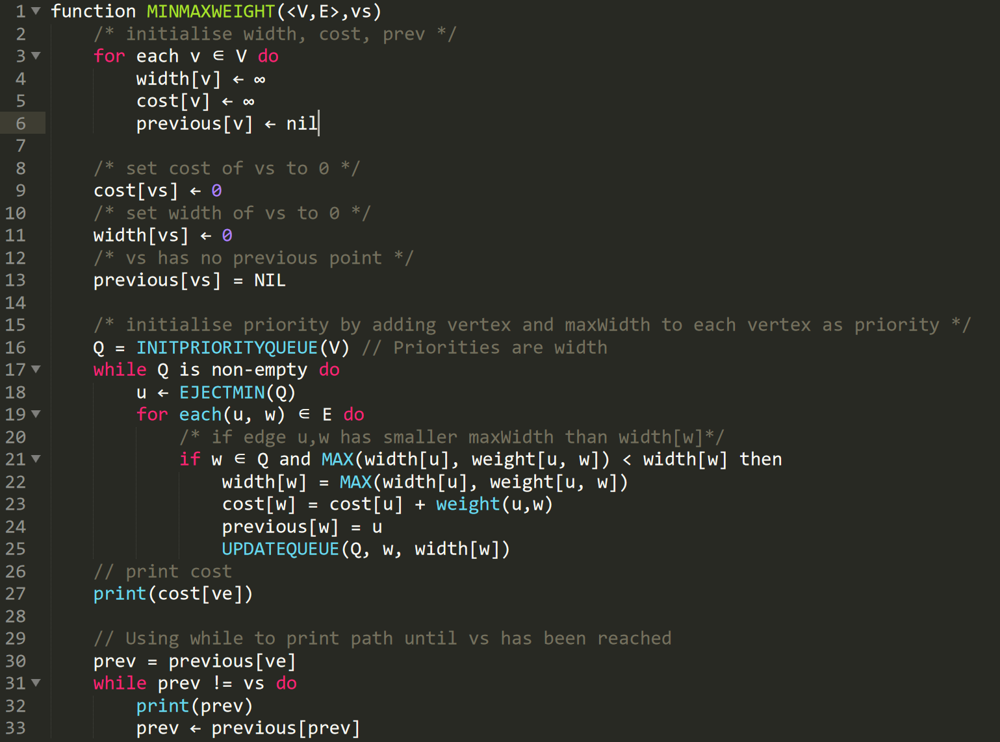 1 function MINMAXWEIGHT(<V,E>,vs)
2 /* initialise width, cost, prev */
3 for each v ∈ V do
4 width[v] ← ∞
5 cost[v] ← ∞
6 previous[v] ← nil
7
8 /* set cost of vs to 0 */
9 cost[vs] ← 0
10 /* set width of vs to 0 */
11 width[vs] ← 0
12 /* vs has no previous point */
13 previous[vs] = NIL
14
15 /* initialise priority by adding vertex and maxWidth to each vertex as priority */
16 Q = INITPRIORITYQUEUE(V) // Priorities are width
17 while Q is non-empty do
18 u ← EJECTMIN(Q)
19 for each(u, w) ∈ E do
20 /* if edge u,w has smaller maxWidth than width[w]*/
21 if w ∈ Q and MAX(width[u], weight[u, w]) < width[w] then
22 width[w] = MAX(width[u], weight[u, w])
23 cost[w] = cost[u] + weight(u,w)
24 previous[w] = u
25 UPDATEQUEUE(Q, w, width[w])
26 // print cost
27 print(cost[ve])
28
29 // Using while to print path until vs has been reached
30 prev = previous[ve]
31 while prev != vs do
32 print(prev)
33 prev ← previous[prev]